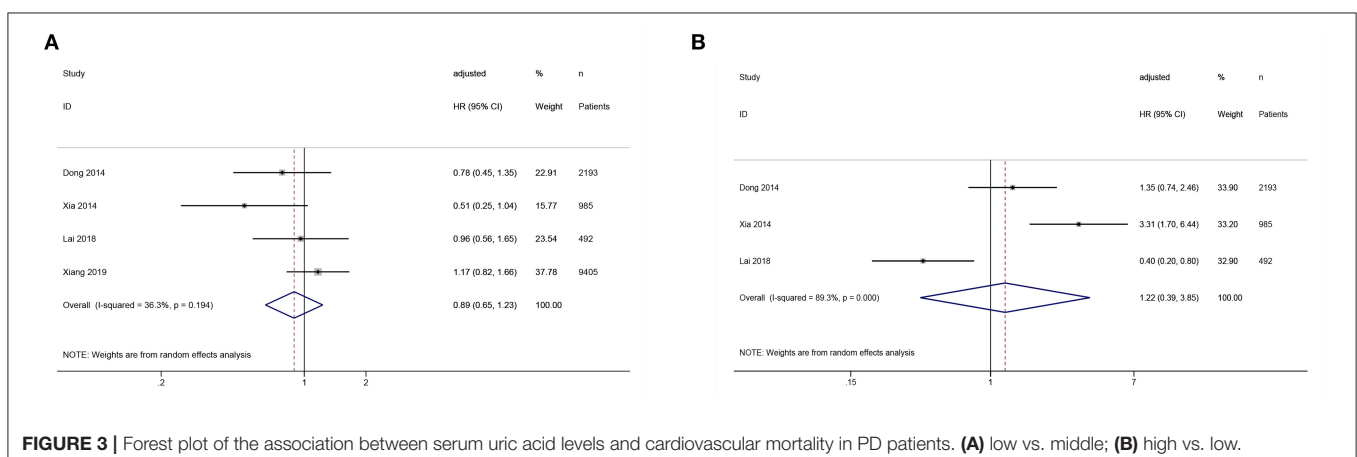 A
Study adjusted % n
ID HR (95% CI) Weight Patients
Dong 2014 0.78 (0.45, 1.35) 22.91 2193
Xia 2014 0.51 (0.25, 1.04) 15.77 985
Lai 2018 0.96 (0.56, 1.65) 23.54 492
Xiang 2019 1.17 (0.82, 1.66) 37.78 9405
Overall (I-squared = 36.3%, p = 0.194) 0.89 (0.65, 1.23) 100.00
NOTE: Weights are from random effects analysis
.2 1 2
B
Study adjusted % n
ID HR (95% CI) Weight Patients
Dong 2014 1.35 (0.74, 2.46) 33.90 2193
Xia 2014 3.31 (1.70, 6.44) 33.20 985
Lai 2018 0.40 (0.20, 0.80) 32.90 492
Overall (I-squared = 89.3%, p = 0.000) 1.22 (0.39, 3.85) 100.00
NOTE: Weights are from random effects analysis
.15 1 7
FIGURE 3 | Forest plot of the association between serum uric acid levels and cardiovascular mortality in PD patients. (A) low vs. middle; (B) high vs. low.